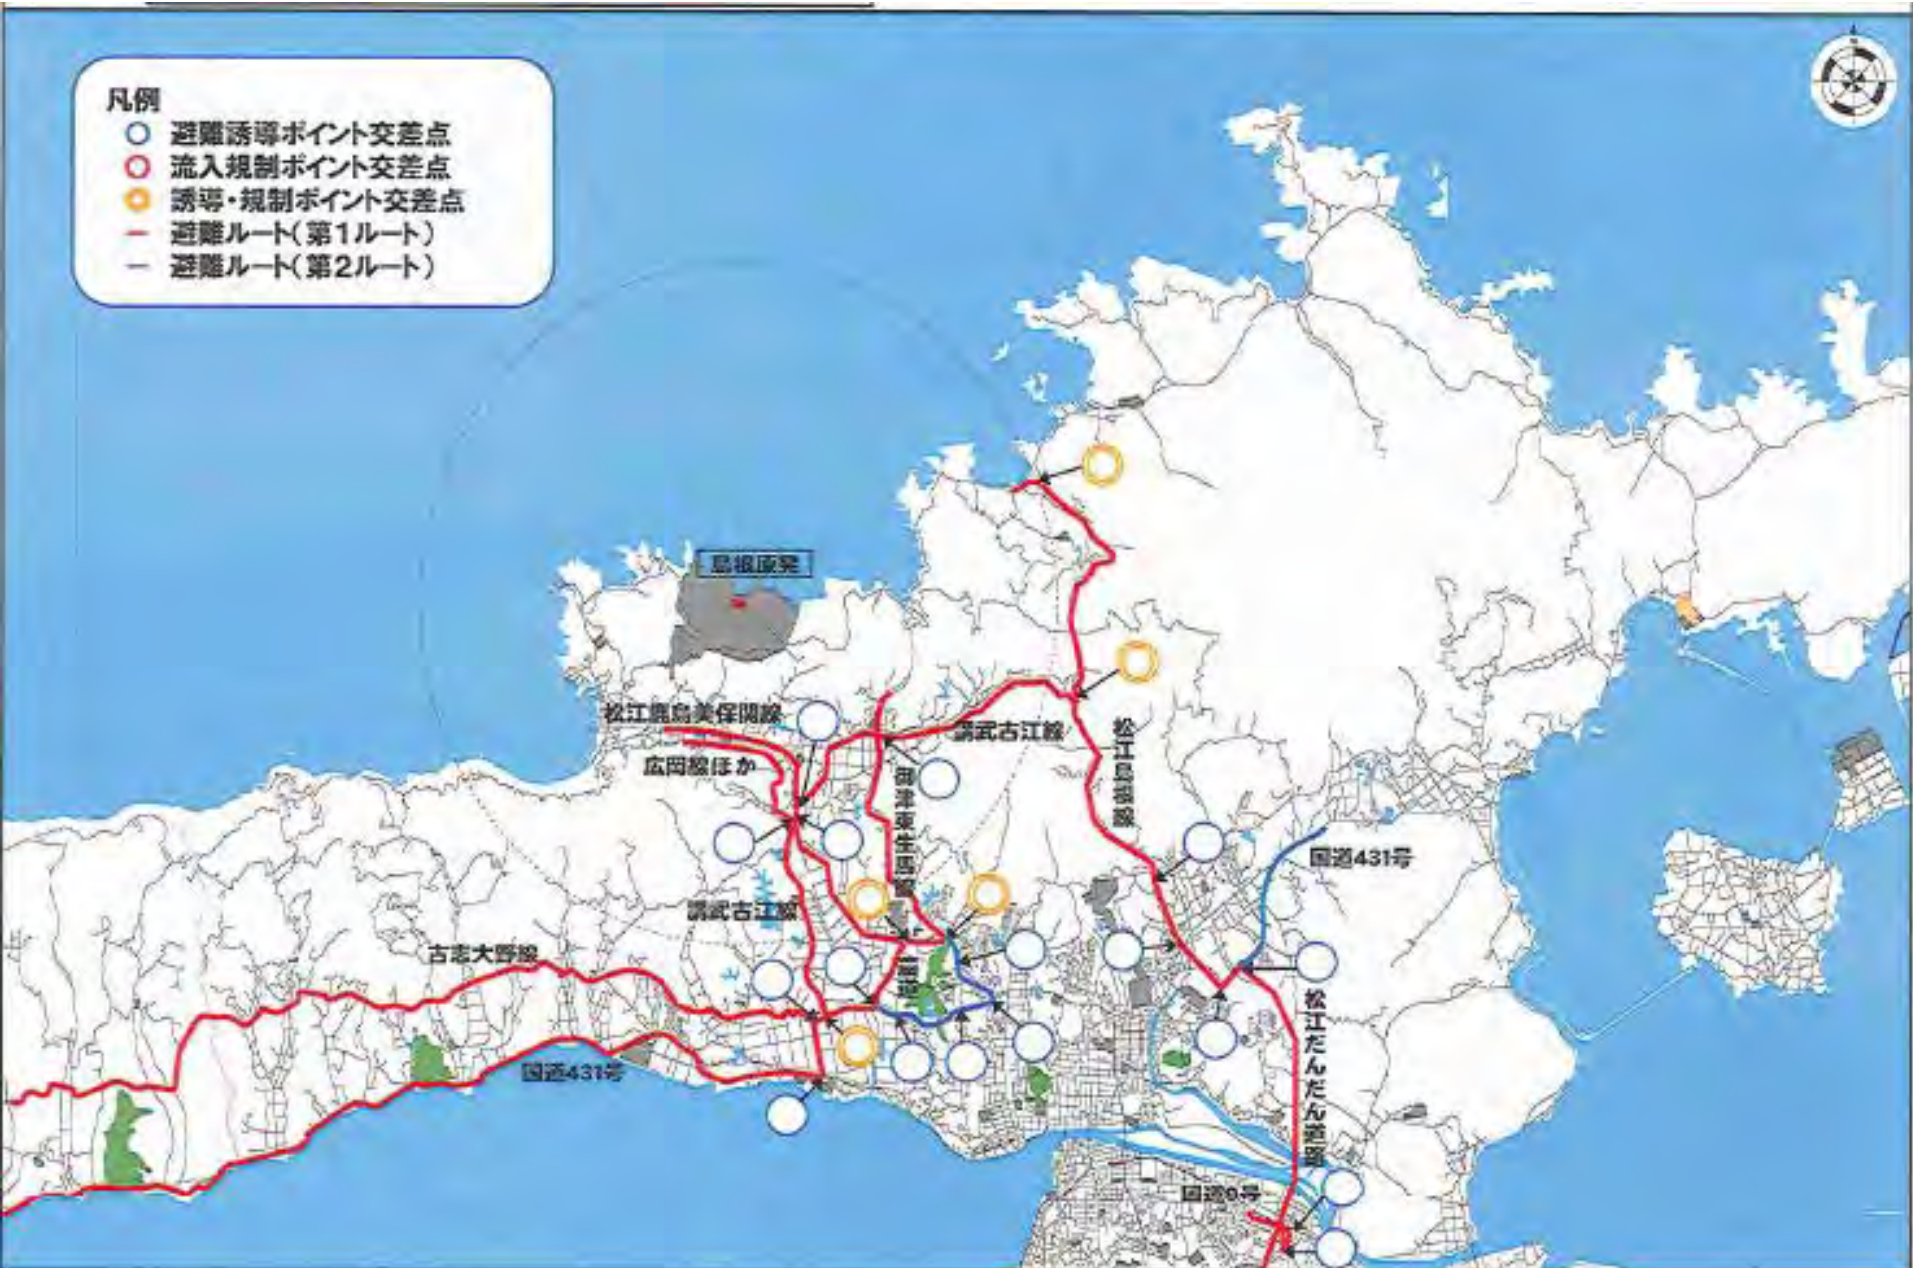 凡例
避難誘導ポイント交差点
流入規制ポイント交差点
誘導・規制ポイント交差点
避難ルート(第1ルート)
避難ルート(第2ルート)
島根原発
松江鹿島美保関線
講武古江線
松江島根線
広岡線ほか
御津東生馬線
国道431号
講武古江線
古志大野線
国道431号
松江だんだん道路
国道9号